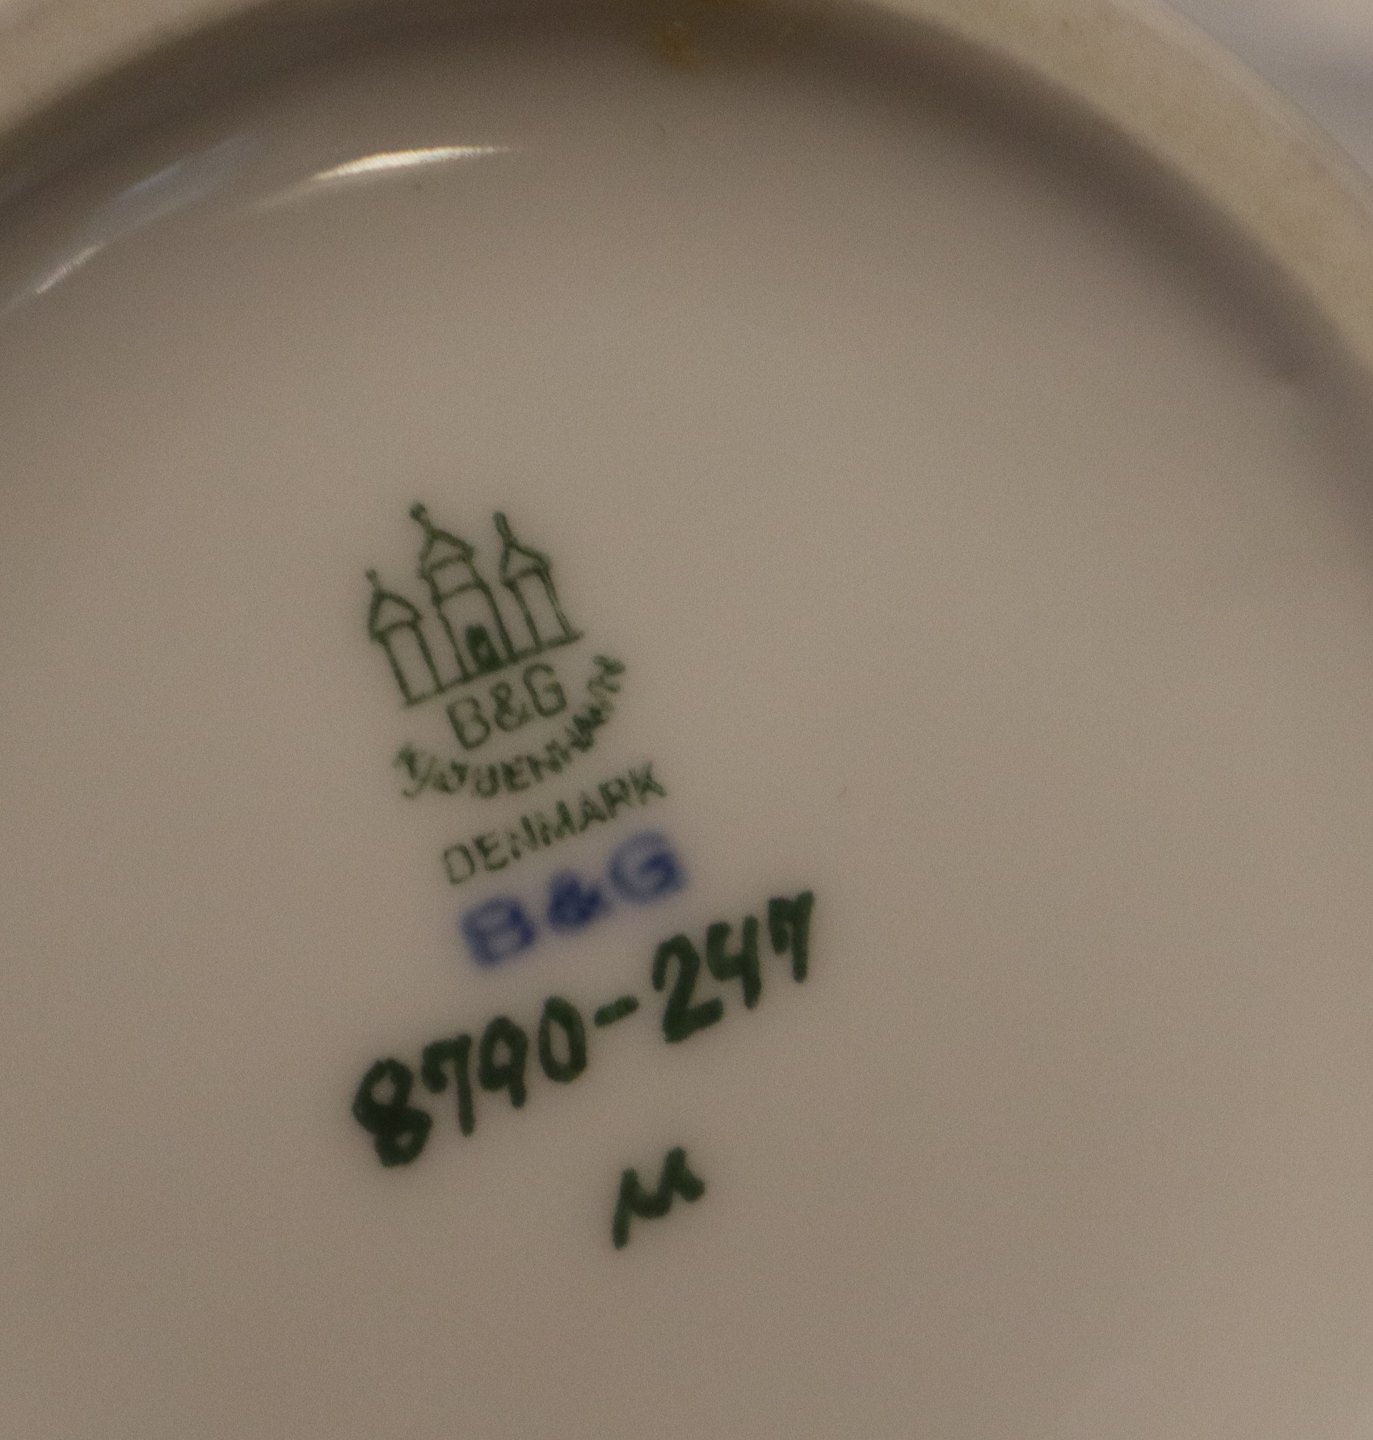 B&G
KJØBENHAVN
DENMARK
B&G
8790-247
µ